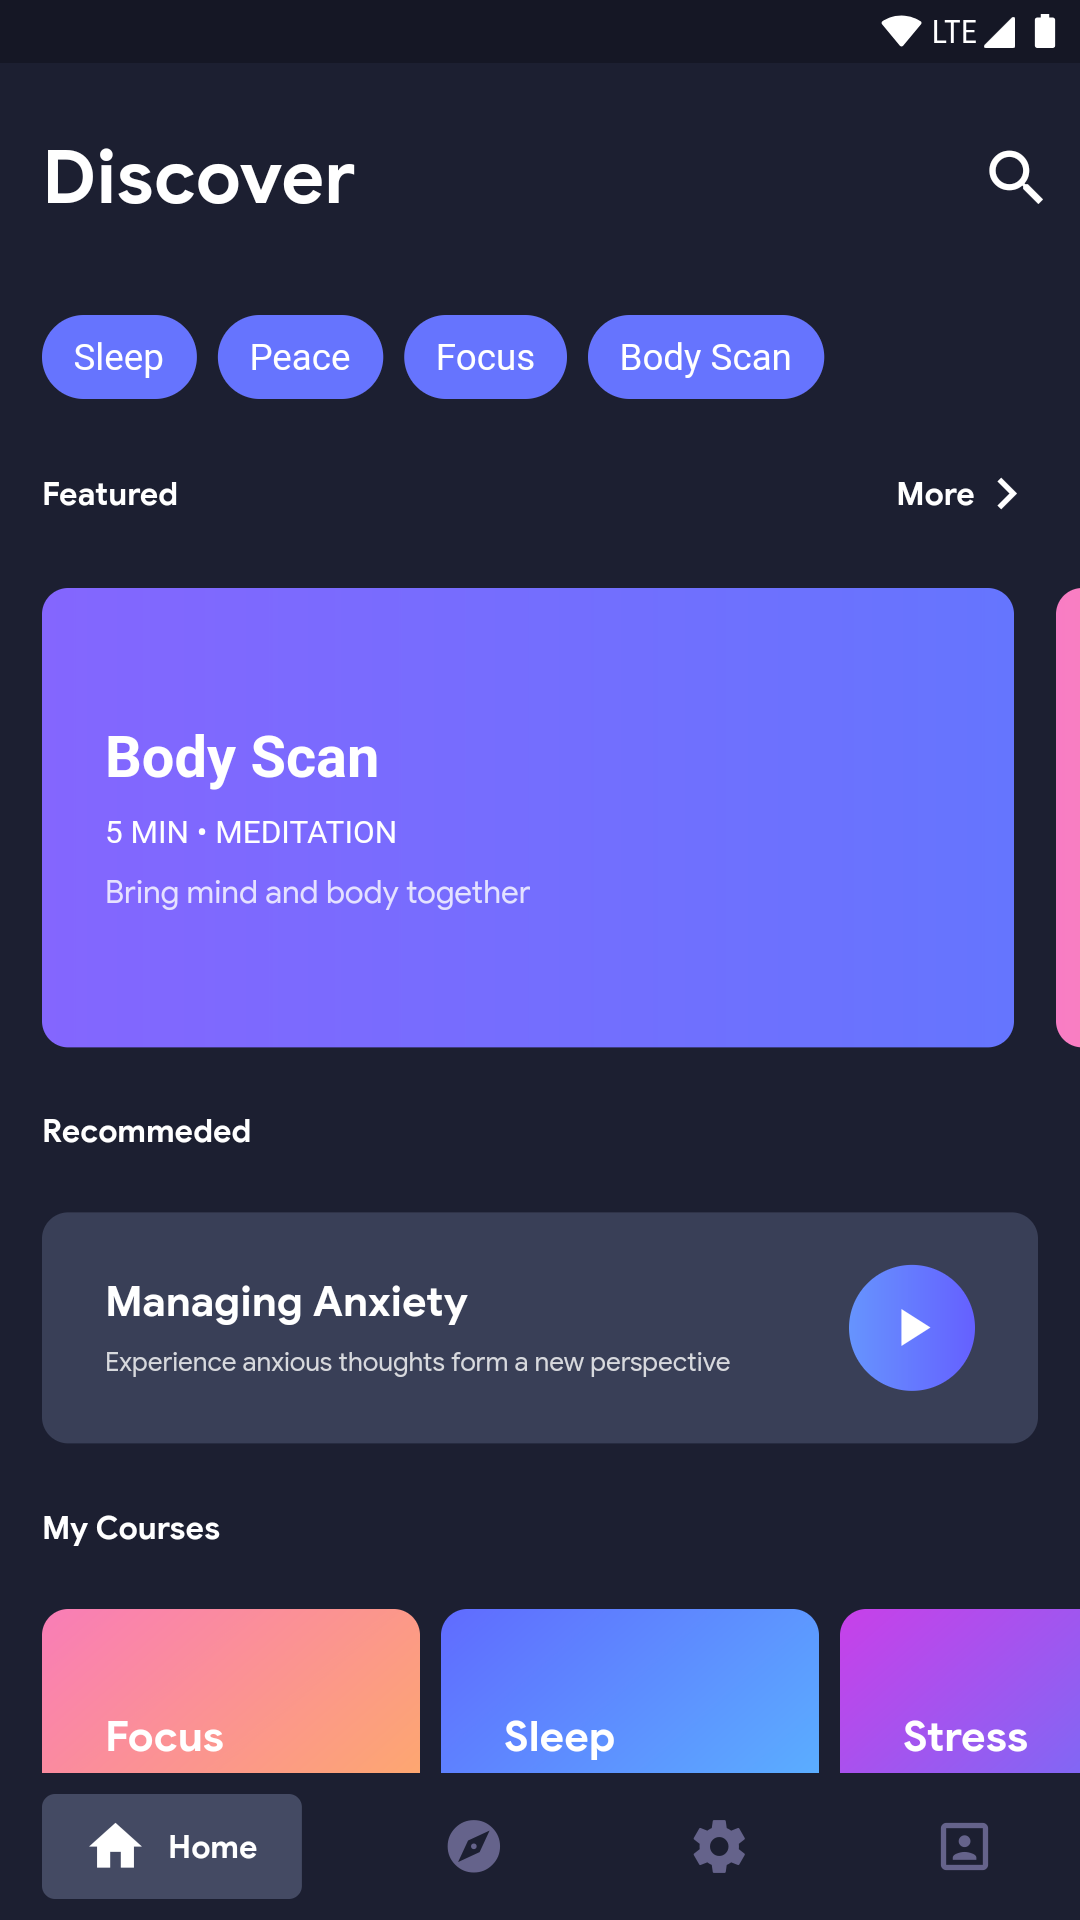 LTE
Discover
Sleep Peace Focus Body Scan
Featured More
Body Scan
5 MIN • MEDITATION
Bring mind and body together
Recommeded
Managing Anxiety
Experience anxious thoughts form a new perspective
My Courses
Focus Sleep Stress
Home